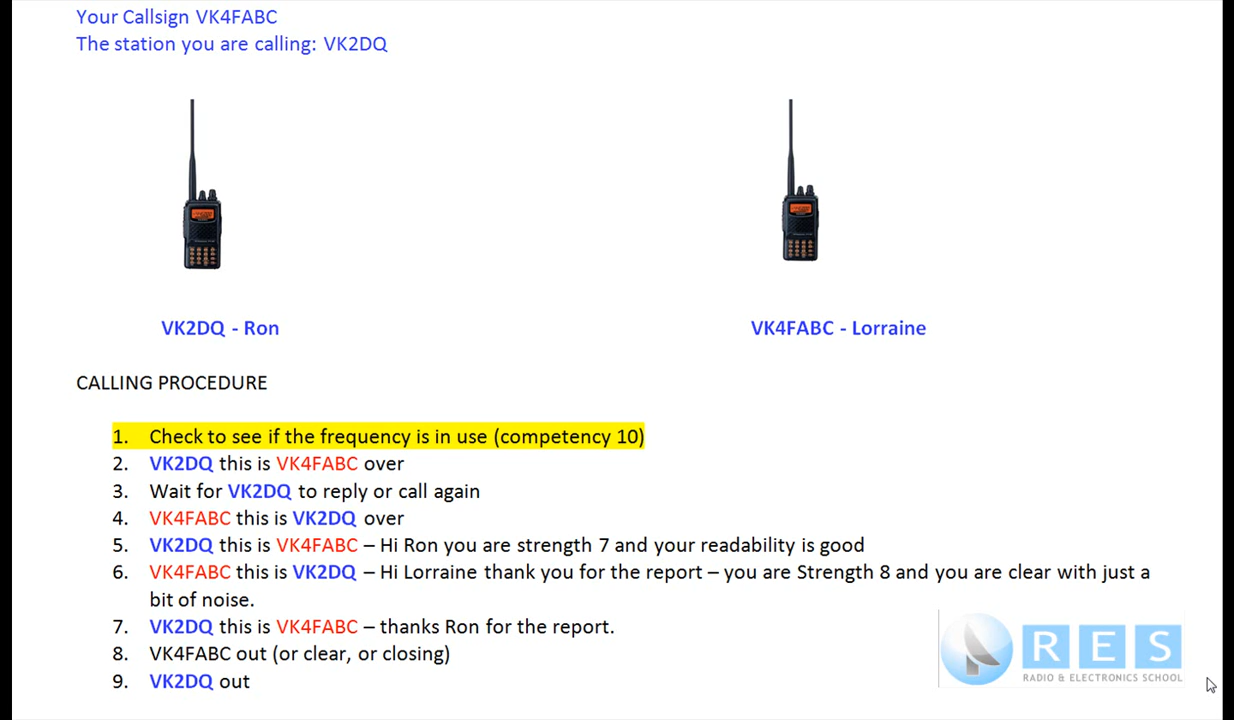 Your Callsign VK4FABC
The station you are calling: VK2DQ
VK2DQ - Ron
VK4FABC - Lorraine
CALLING PROCEDURE
1. Check to see if the frequency is in use (competency 10)
2. VK2DQ this is VK4FABC over
3. Wait for VK2DQ to reply or call again
4. VK4FABC this is VK2DQ over
5. VK2DQ this is VK4FABC – Hi Ron you are strength 7 and your readability is good
6. VK4FABC this is VK2DQ – Hi Lorraine thank you for the report – you are Strength 8 and you are clear with just a
bit of noise.
7. VK2DQ this is VK4FABC – thanks Ron for the report.
8. VK4FABC out (or clear, or closing)
9. VK2DQ out
RES
RADIO & ELECTRONICS SCHOOL